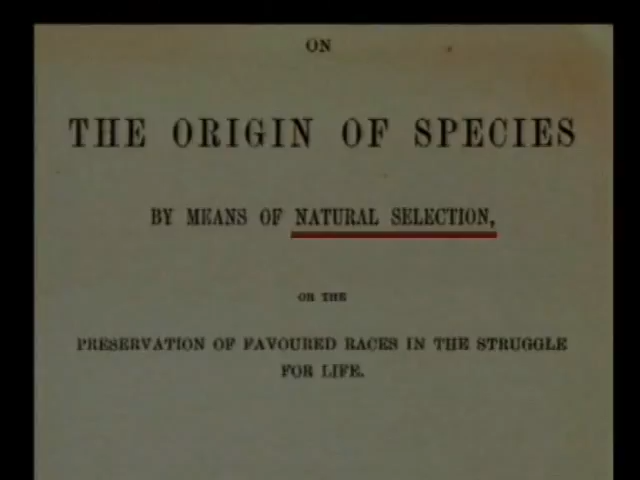 ON
THE ORIGIN OF SPECIES
BY MEANS OF NATURAL SELECTION,
OR THE
PRESERVATION OF FAVOURED RACES IN THE STRUGGLE
FOR LIFE.